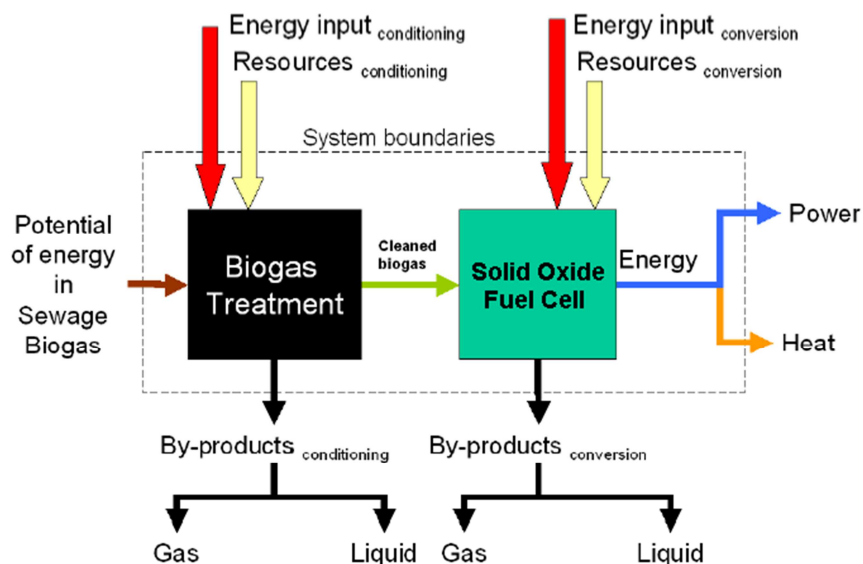 Energy input conditioning
Resources conditioning
Energy input conversion
Resources conversion
System boundaries
Potential
of energy
in
Sewage
Biogas
Biogas
Treatment
Cleaned
biogas
Solid Oxide
Fuel Cell
Energy
Power
Heat
By-products conditioning
By-products conversion
Gas
Liquid
Gas
Liquid